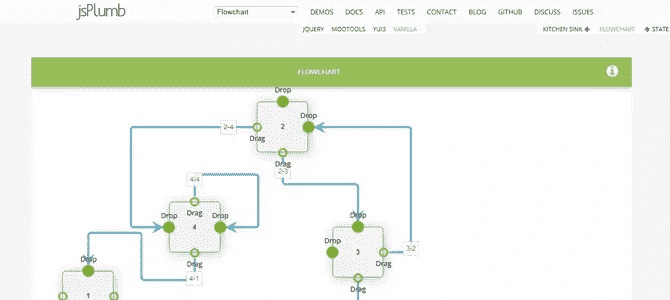 jsPlumb Flowchart DEMOS DOCS API TESTS CONTACT BLOG GITHUB DISCUSS ISSUES
JQUERY MOOTOOLS YUI3 VANILLA KITCHEN SINK FLOWCHART STATE
FLOWCHART
Drop
Drop
2-4 2
Drag
Drag
2-3
4-4
Drag Drop
Drop Drop
4 3 3-2
Drag
Drop Drag
4-1
1 Drag